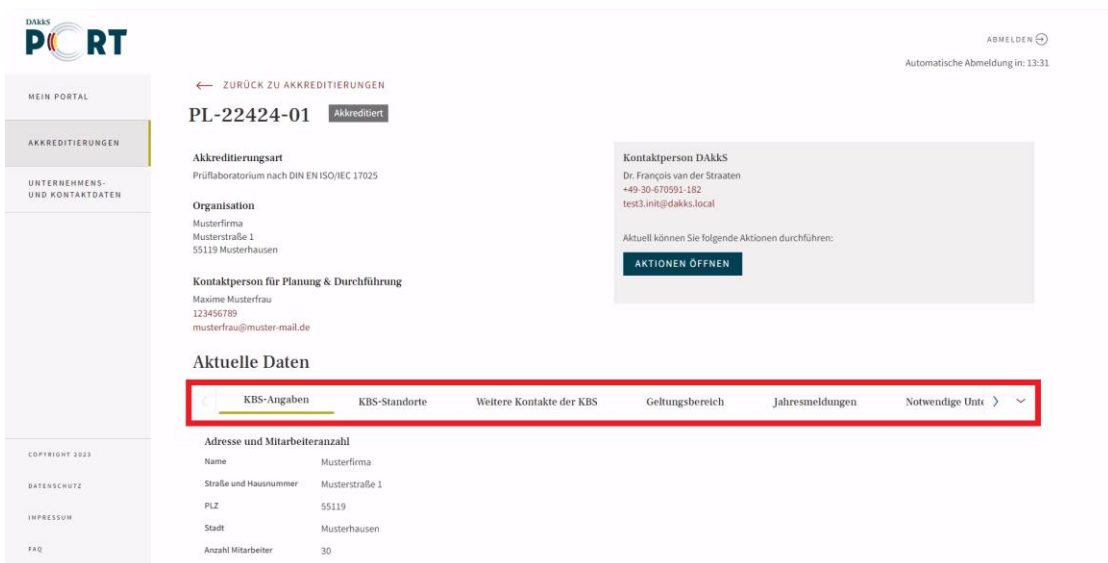 DAkkS
PORT
ABMELDEN
Automatische Abmeldung in: 13:31
MEIN PORTAL
AKKREDITIERUNGEN
UNTERNEHMENS-
UND KONTAKTDATEN
COPYRIGHT 2023
DATENSCHUTZ
IMPRESSUM
FAQ
ZURÜCK ZU AKKREDITIERUNGEN
PL-22424-01 Akkreditiert
Akkreditierungsart
Prüflaboratorium nach DIN EN ISO/IEC 17025
Organisation
Musterfirma
Musterstraße 1
55119 Musterhausen
Kontaktperson für Planung & Durchführung
Maxime Musterfrau
123456789
musterfrau@muster-mail.de
Kontaktperson DAkkS
Dr. François van der Straaten
+49-30-670591-182
test3.init@dakks.local
Aktuell können Sie folgende Aktionen durchführen:
AKTIONEN ÖFFNEN
Aktuelle Daten
KBS-Angaben KBS-Standorte Weitere Kontakte der KBS Geltungsbereich Jahresmeldungen Notwendige Unte
Adresse und Mitarbeiteranzahl
Name Musterfirma
Straße und Hausnummer Musterstraße 1
PLZ 55119
Stadt Musterhausen
Anzahl Mitarbeiter 30